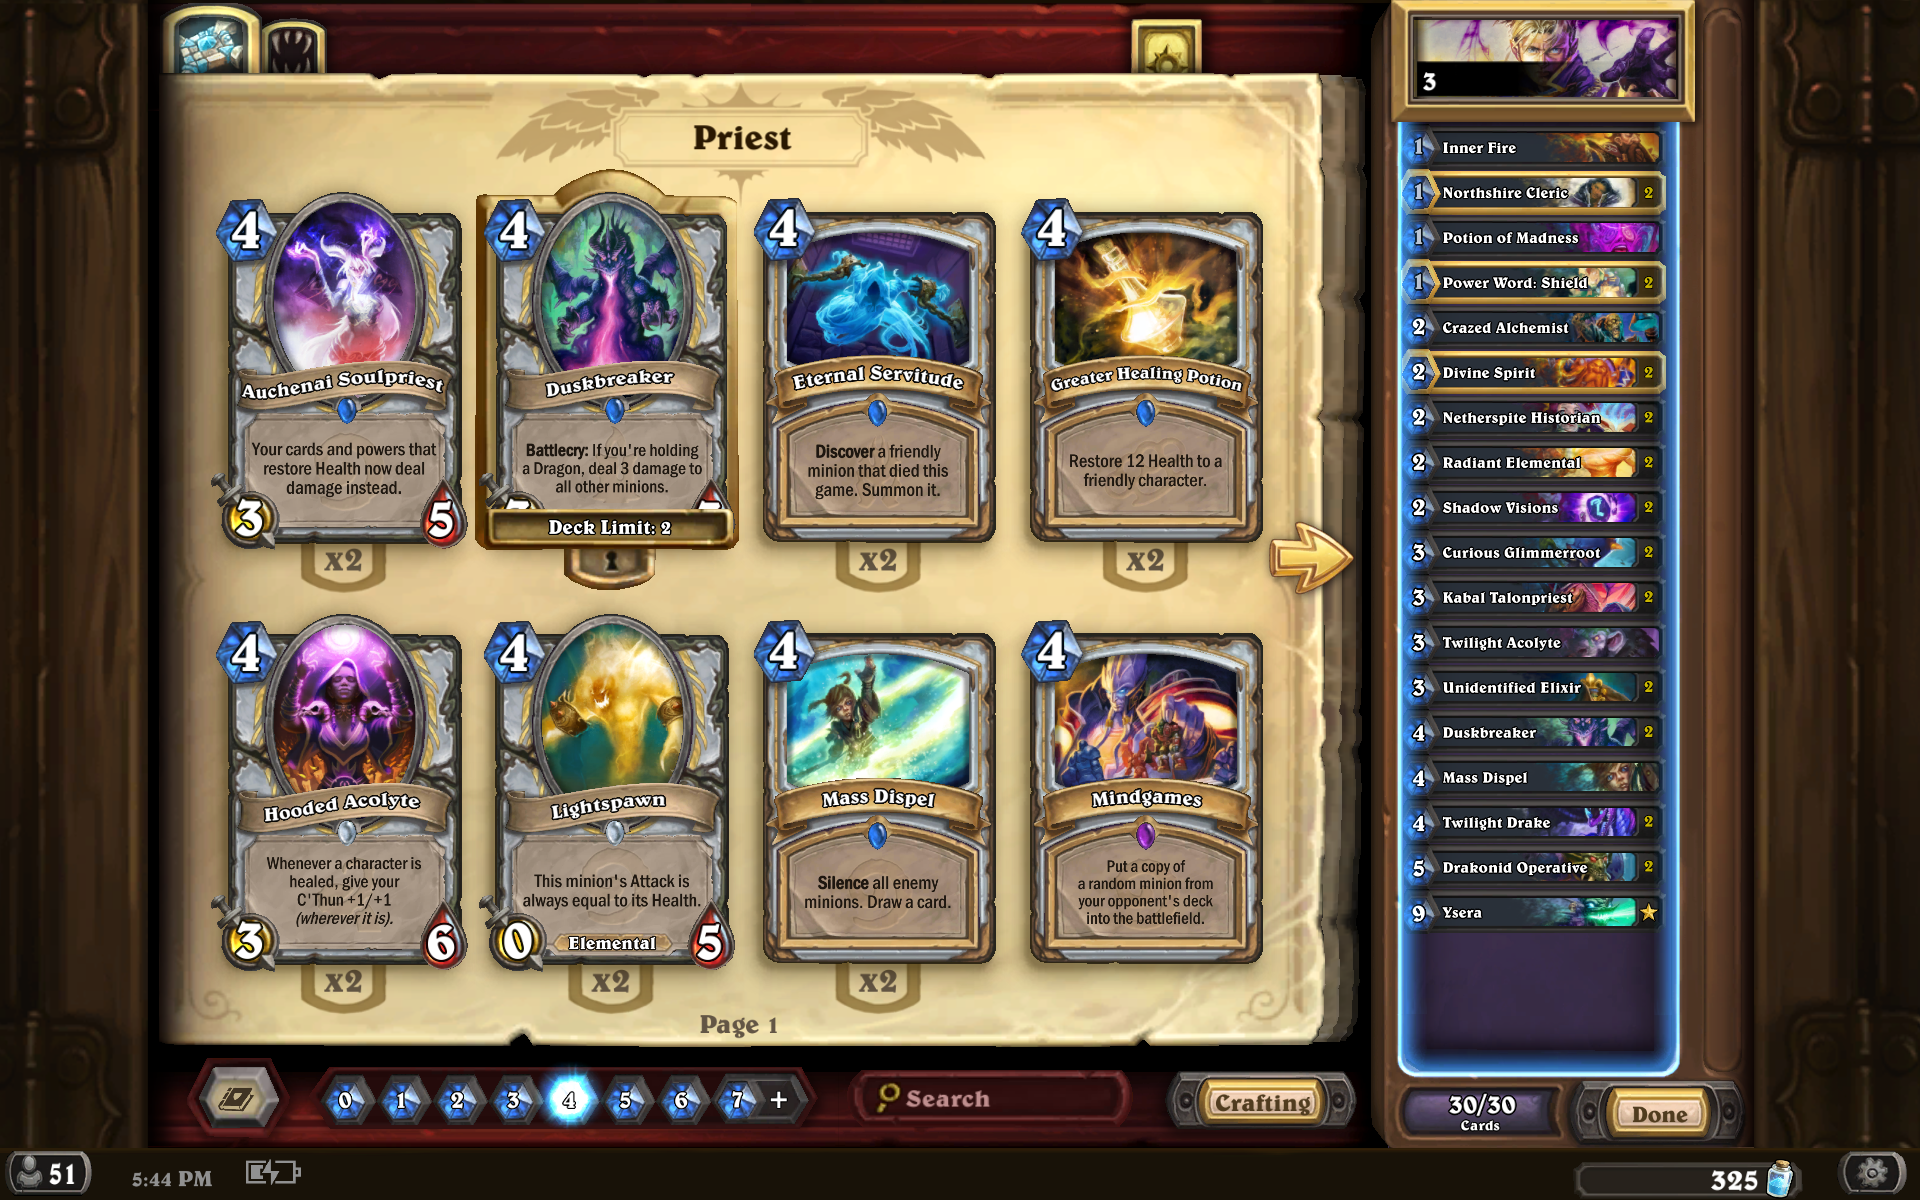 Priest
4
Auchenai Soulpriest
Your cards and powers that
restore Health now deal
damage instead.
3
5
x2
4
Duskbreaker
Battlecry: If you're holding
a Dragon, deal 3 damage to
all other minions.
Deck Limit: 2
4
Eternal Servitude
Discover a friendly
minion that died this
game. Summon it.
x2
4
Greater Healing Potion
Restore 12 Health to a
friendly character.
x2
4
Hooded Acolyte
Whenever a character is
healed, give your
C'Thun +1/+1
(wherever it is).
3
6
x2
4
Lightspawn
This minion's Attack is
always equal to its Health.
0
Elemental
5
x2
4
Mass Dispel
Silence all enemy
minions. Draw a card.
x2
4
Mindgames
Put a copy of
a random minion from
your opponent's deck
into the battlefield.
Page 1
0 1 2 3 4 5 6 7 +
Search
Crafting
3
1 Inner Fire
1 Northshire Cleric 2
1 Potion of Madness
1 Power Word: Shield 2
2 Crazed Alchemist
2 Divine Spirit 2
2 Netherspite Historian 2
2 Radiant Elemental 2
2 Shadow Visions 2
3 Curious Glimmerroot 2
3 Kabal Talonpriest 2
3 Twilight Acolyte
3 Unidentified Elixir 2
4 Duskbreaker 2
4 Mass Dispel
4 Twilight Drake 2
5 Drakonid Operative 2
9 Ysera
30/30
Cards
Done
51
5:44 PM
325